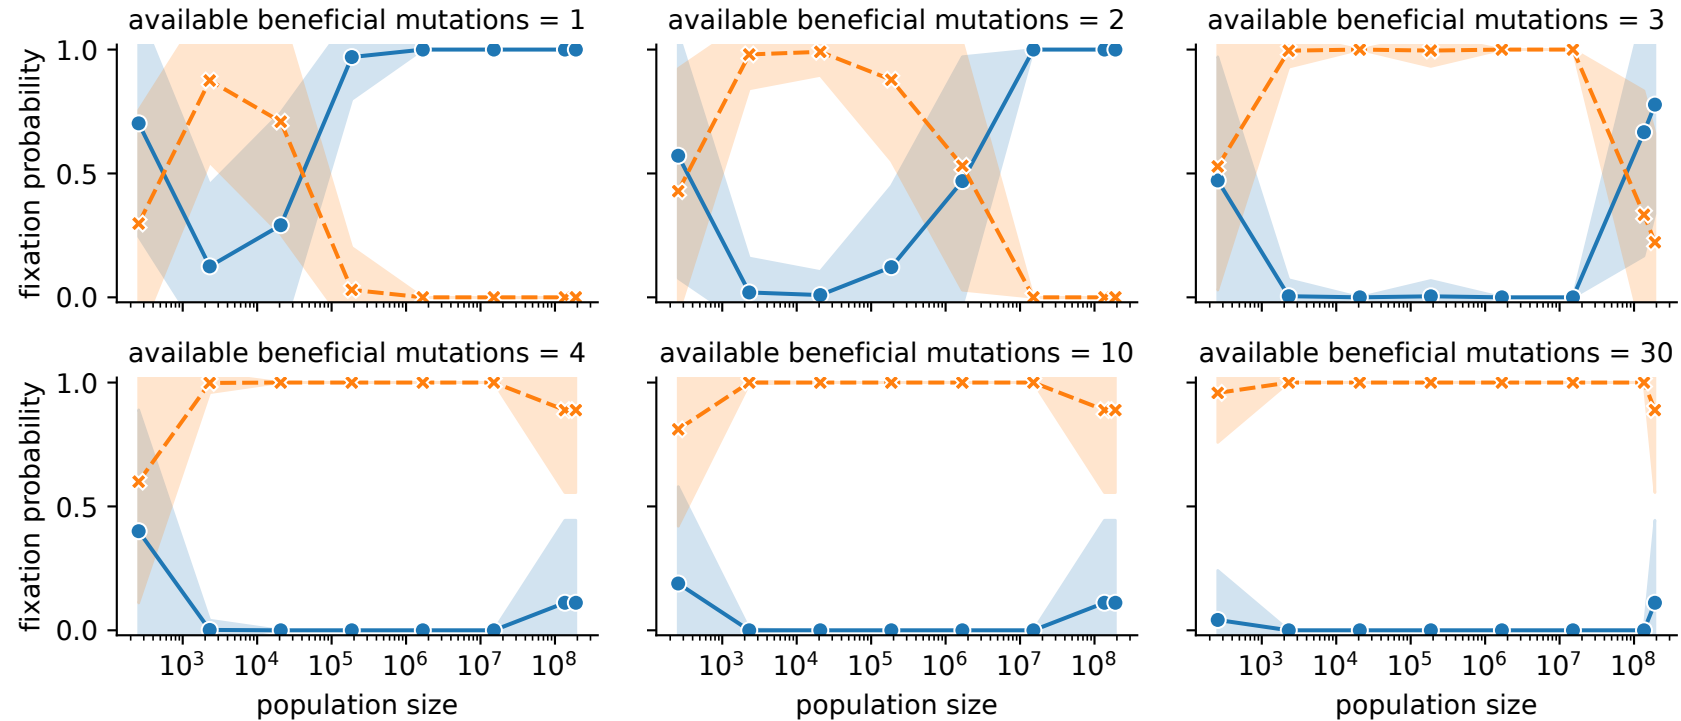 available beneficial mutations = 1
available beneficial mutations = 2
available beneficial mutations = 3
fixation probability
1.0
0.5
0.0
available beneficial mutations = 4
available beneficial mutations = 10
available beneficial mutations = 30
fixation probability
1.0
0.5
0.0
10³ 10⁴ 10⁵ 10⁶ 10⁷ 10⁸
10³ 10⁴ 10⁵ 10⁶ 10⁷ 10⁸
10³ 10⁴ 10⁵ 10⁶ 10⁷ 10⁸
population size
population size
population size